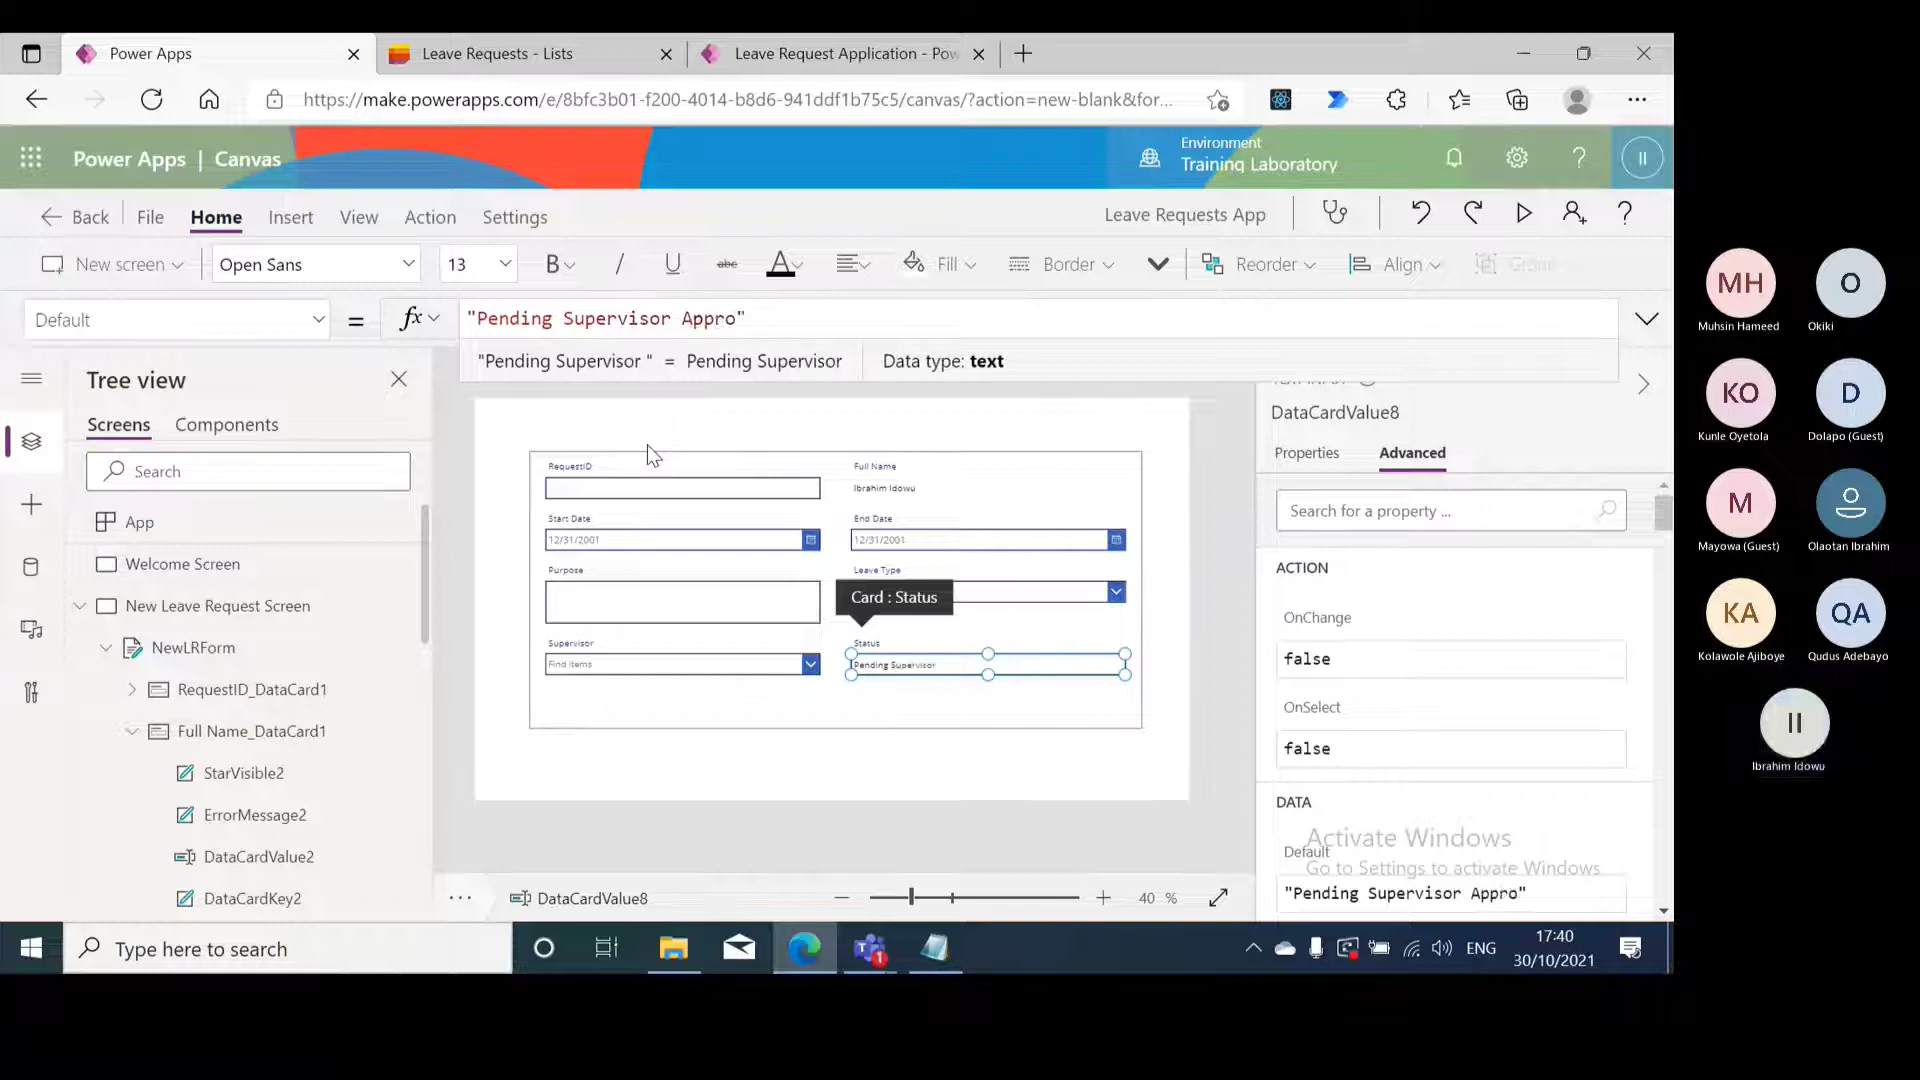 Power Apps
Leave Requests - Lists
Leave Request Application - Pow
https://make.powerapps.com/e/8bfc3b01-f200-4014-b8d6-941ddf1b75c5/canvas/?action=new-blank&for...
Power Apps | Canvas
Environment
Training Laboratory
II
Back
File
Home
Insert
View
Action
Settings
Leave Requests App
New screen
Open Sans
13
B
/
U
abc
A
Fill
Border
Reorder
Align
Group
Default
=
fx
"Pending Supervisor Appro"
"Pending Supervisor " = Pending Supervisor
Data type: text
Tree view
Screens
Components
Search
App
Welcome Screen
New Leave Request Screen
NewLRForm
RequestID_DataCard1
Full Name_DataCard1
StarVisible2
ErrorMessage2
DataCardValue2
DataCardKey2
RequestID
Full Name
Ibrahim Idowu
Start Date
End Date
12/31/2001
12/31/2001
Purpose
Leave Type
Card : Status
Supervisor
Status
Find items
Pending Supervisor
DataCardValue8
40 %
DataCardValue8
Properties
Advanced
Search for a property ...
ACTION
OnChange
false
OnSelect
false
DATA
Default
"Pending Supervisor Appro"
Activate Windows
Go to Settings to activate Windows.
Type here to search
1
ENG
17:40
30/10/2021
MH
Muhsin Hameed
O
Okiki
KO
Kunle Oyetola
D
Dolapo (Guest)
M
Mayowa (Guest)
Olaotan Ibrahim
KA
Kolawole Ajiboye
QA
Qudus Adebayo
II
Ibrahim Idowu